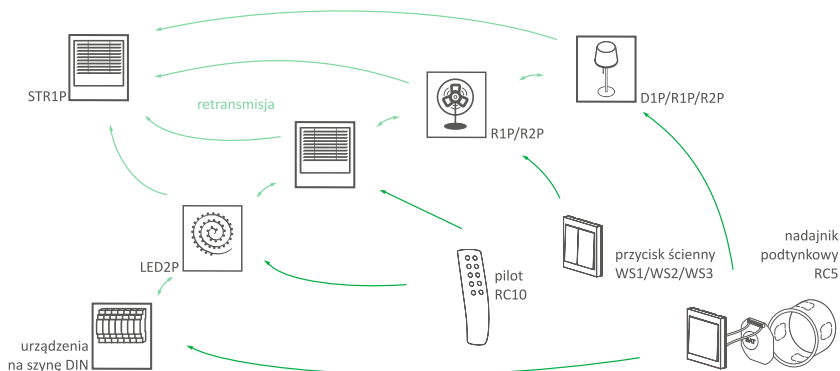 STR1P
retransmisja
R1P/R2P
D1P/R1P/R2P
LED2P
pilot
RC10
przycisk ścienny
WS1/WS2/WS3
nadajnik
podtynkowy
RC5
urządzenia
na szynę DIN
BAT